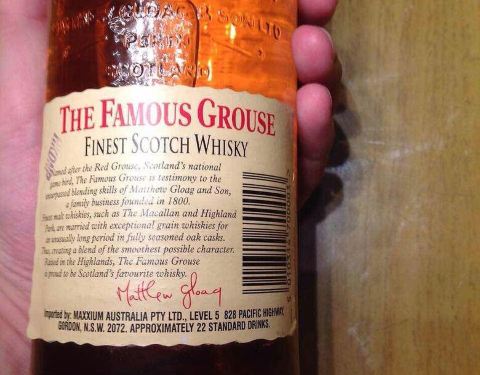 GLOAG & SON LTD
PERTH
SCOTLAND
THE FAMOUS GROUSE
FINEST SCOTCH WHISKY
Named after the Red Grouse, Scotland's national
game bird, The Famous Grouse is testimony to the
unsurpassed blending skills of Matthew Gloag and Son,
a family business founded in 1800.
Finest malt whiskies, such as The Macallan and Highland
Park, are married with exceptional grain whiskies for
an unusually long period in fully seasoned oak casks.
Thus, creating a blend of the smoothest possible character.
Raised in the Highlands, The Famous Grouse
is proud to be Scotland's favourite whisky.
Matthew Gloag
Imported by: MAXXIUM AUSTRALIA PTY LTD., LEVEL 5 828 PACIFIC HIGHWAY,
GORDON, N.S.W. 2072. APPROXIMATELY 22 STANDARD DRINKS.